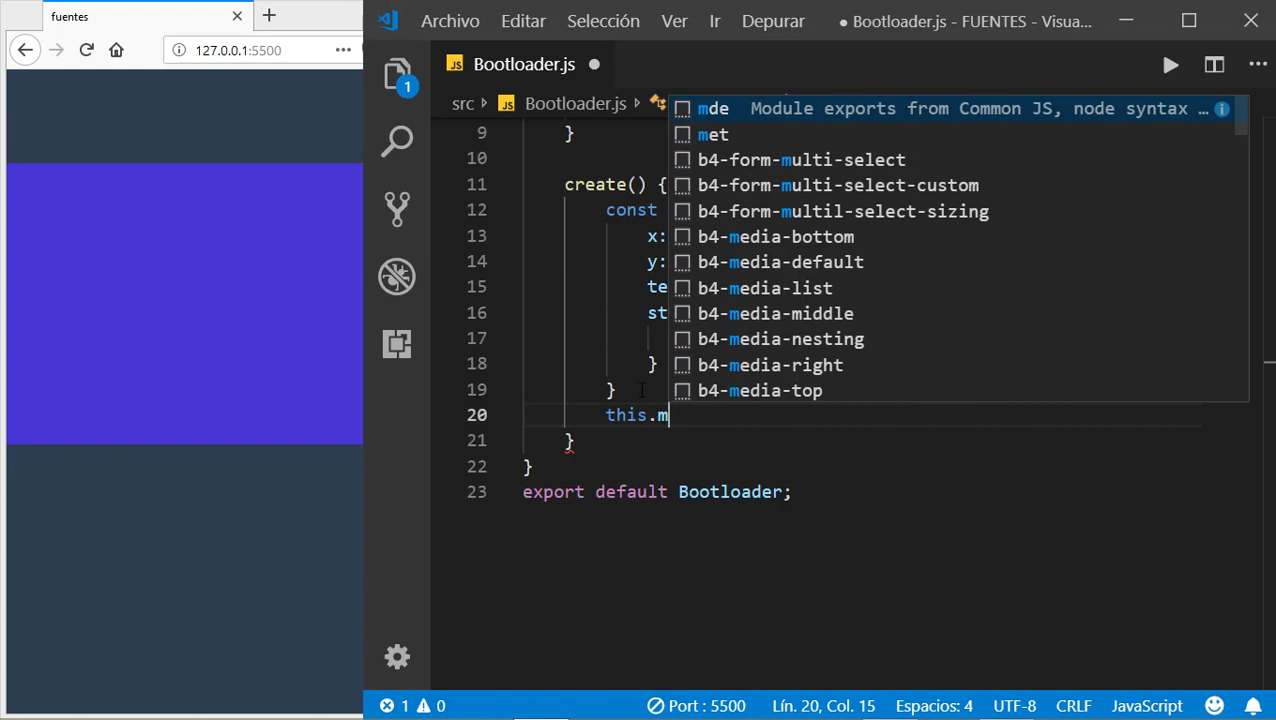 fuentes
127.0.0.1:5500
Archivo Editar Selección Ver Ir Depurar ● Bootloader.js - FUENTES - Visua...
1
JS Bootloader.js ●
src JS Bootloader.js
mde Module exports from Common JS, node syntax …
met
b4-form-multi-select
b4-form-multi-select-custom
b4-form-multil-select-sizing
b4-media-bottom
b4-media-default
b4-media-list
b4-media-middle
b4-media-nesting
b4-media-right
b4-media-top
9 }
10
11 create() {
12 const
13 x:
14 y:
15 te
16 st
17
18 }
19 }
20 this.m
21 }
22 }
23 export default Bootloader;
1 0 Port : 5500 Lín. 20, Col. 15 Espacios: 4 UTF-8 CRLF JavaScript